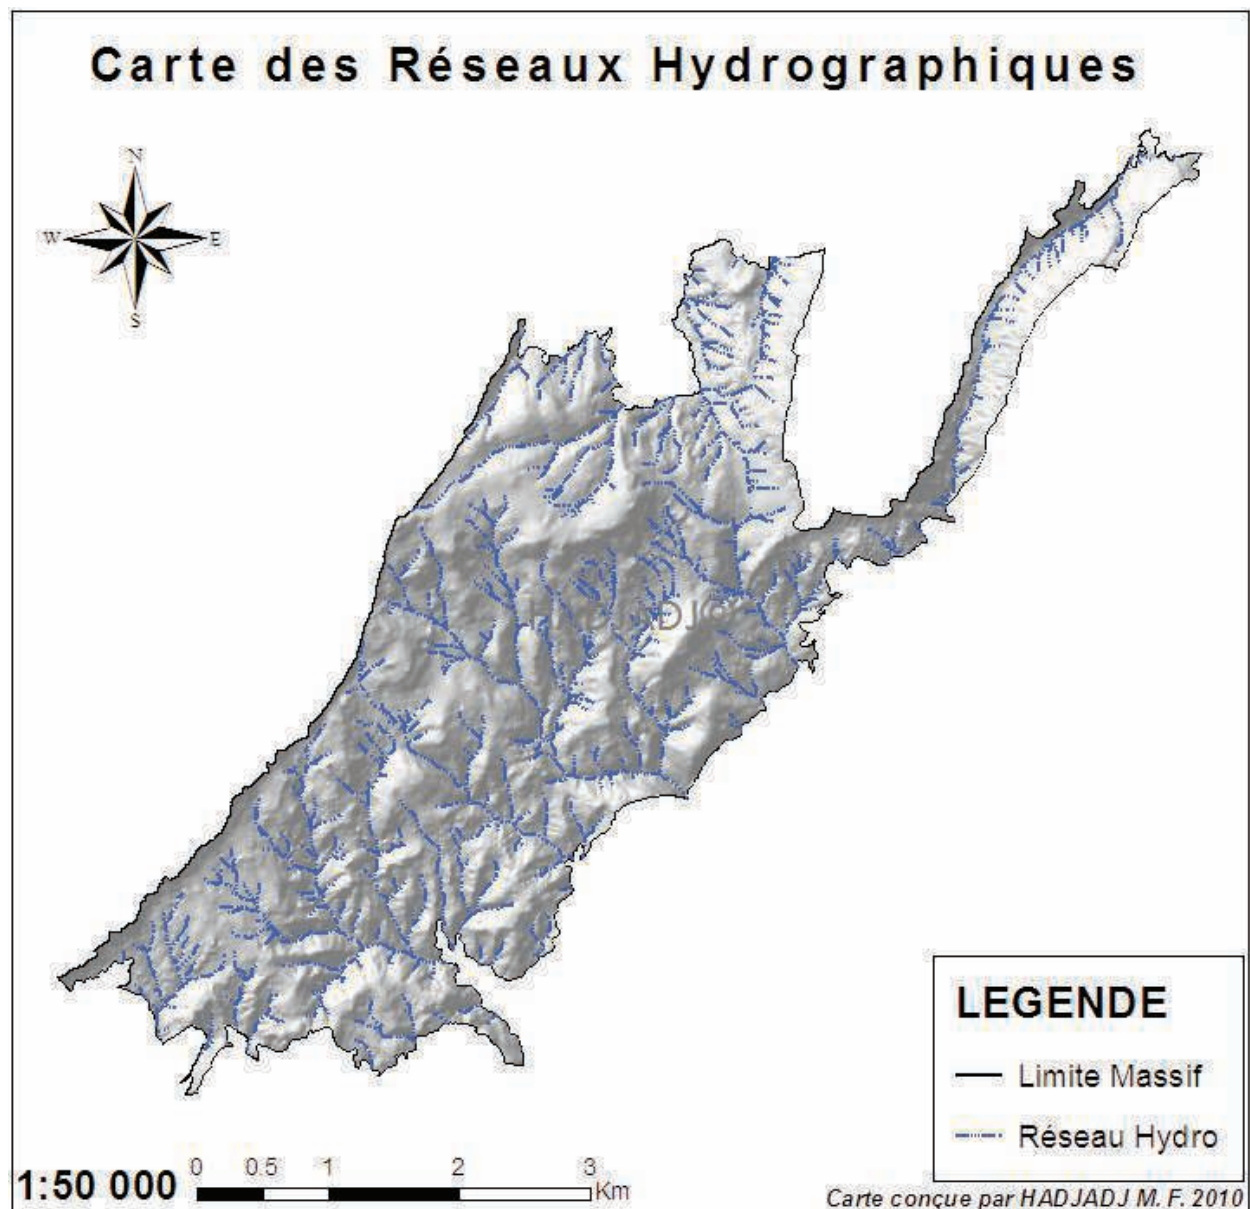 Carte des Réseaux Hydrographiques
N
W E
S
HADJADJ©
LEGENDE
Limite Massif
Réseau Hydro
1:50 000
0 0.5 1 2 3
Km
Carte conçue par HADJADJ M. F. 2010